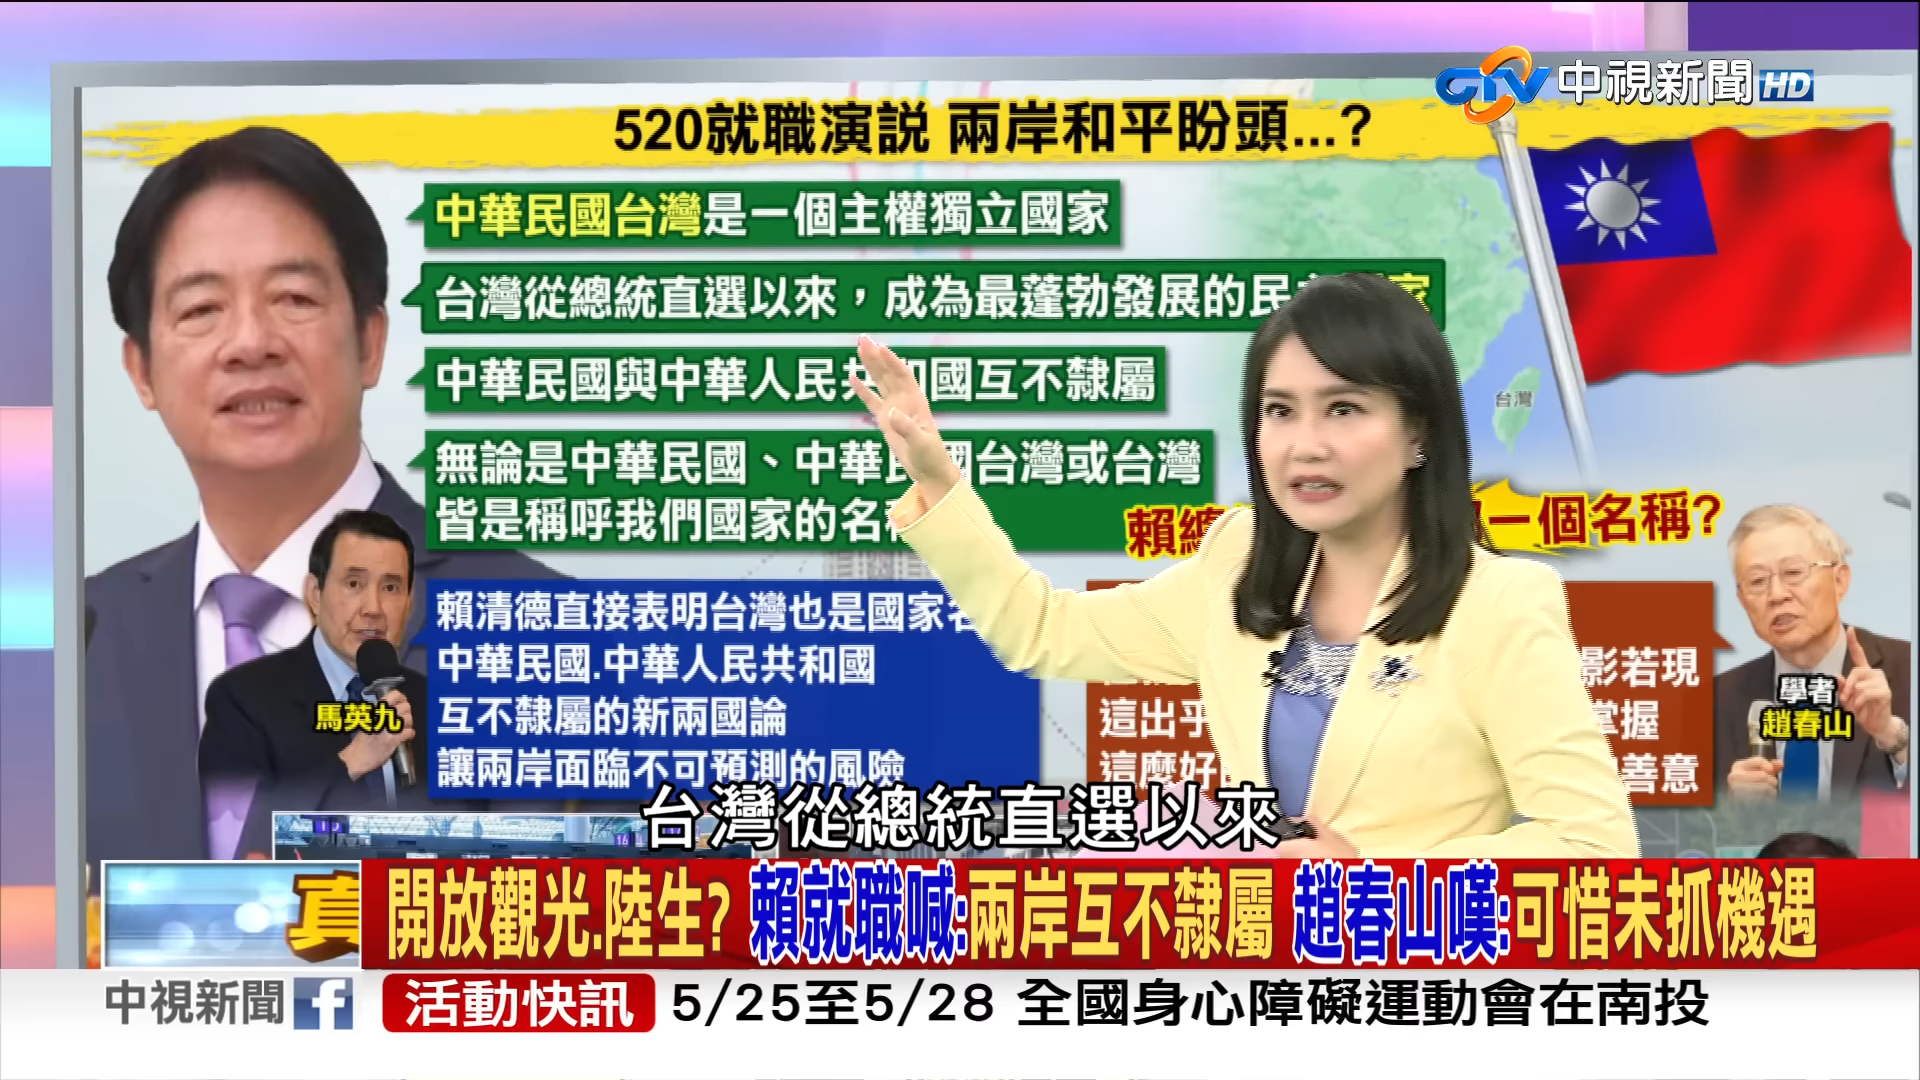 CTV中視新聞HD
520就職演説 兩岸和平盼頭...?
中華民國台灣是一個主權獨立國家
台灣從總統直選以來，成為最蓬勃發展的民
家
中華民國與中華人民共和國互不隸屬
台灣
無論是中華民國、中華民國台灣或台灣
皆是稱呼我們國家的名
賴總
一個名稱?
賴清德直接表明台灣也是國家名
中華民國.中華人民共和國
互不隸屬的新兩國論
讓兩岸面臨不可預測的風險
馬英九
影若現
這出乎
掌握
這麼好
善意
學者
趙春山
台灣從總統直選以來
真
開放觀光.陸生? 賴就職喊:兩岸互不隸屬 趙春山嘆:可惜未抓機遇
中視新聞 f 活動快訊 5/25至5/28 全國身心障礙運動會在南投